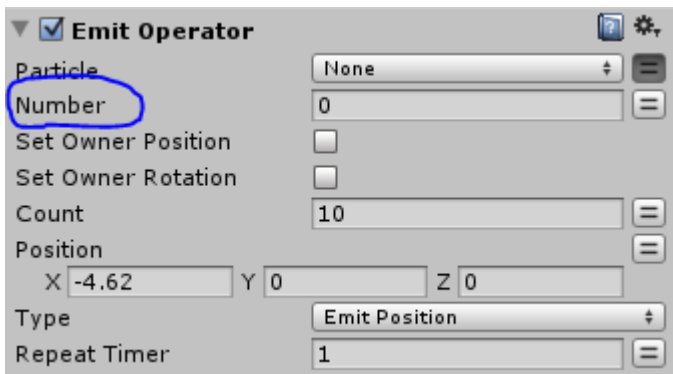 Emit Operator
Particle None
Number 0
Set Owner Position
Set Owner Rotation
Count 10
Position
X -4.62 Y 0 Z 0
Type Emit Position
Repeat Timer 1